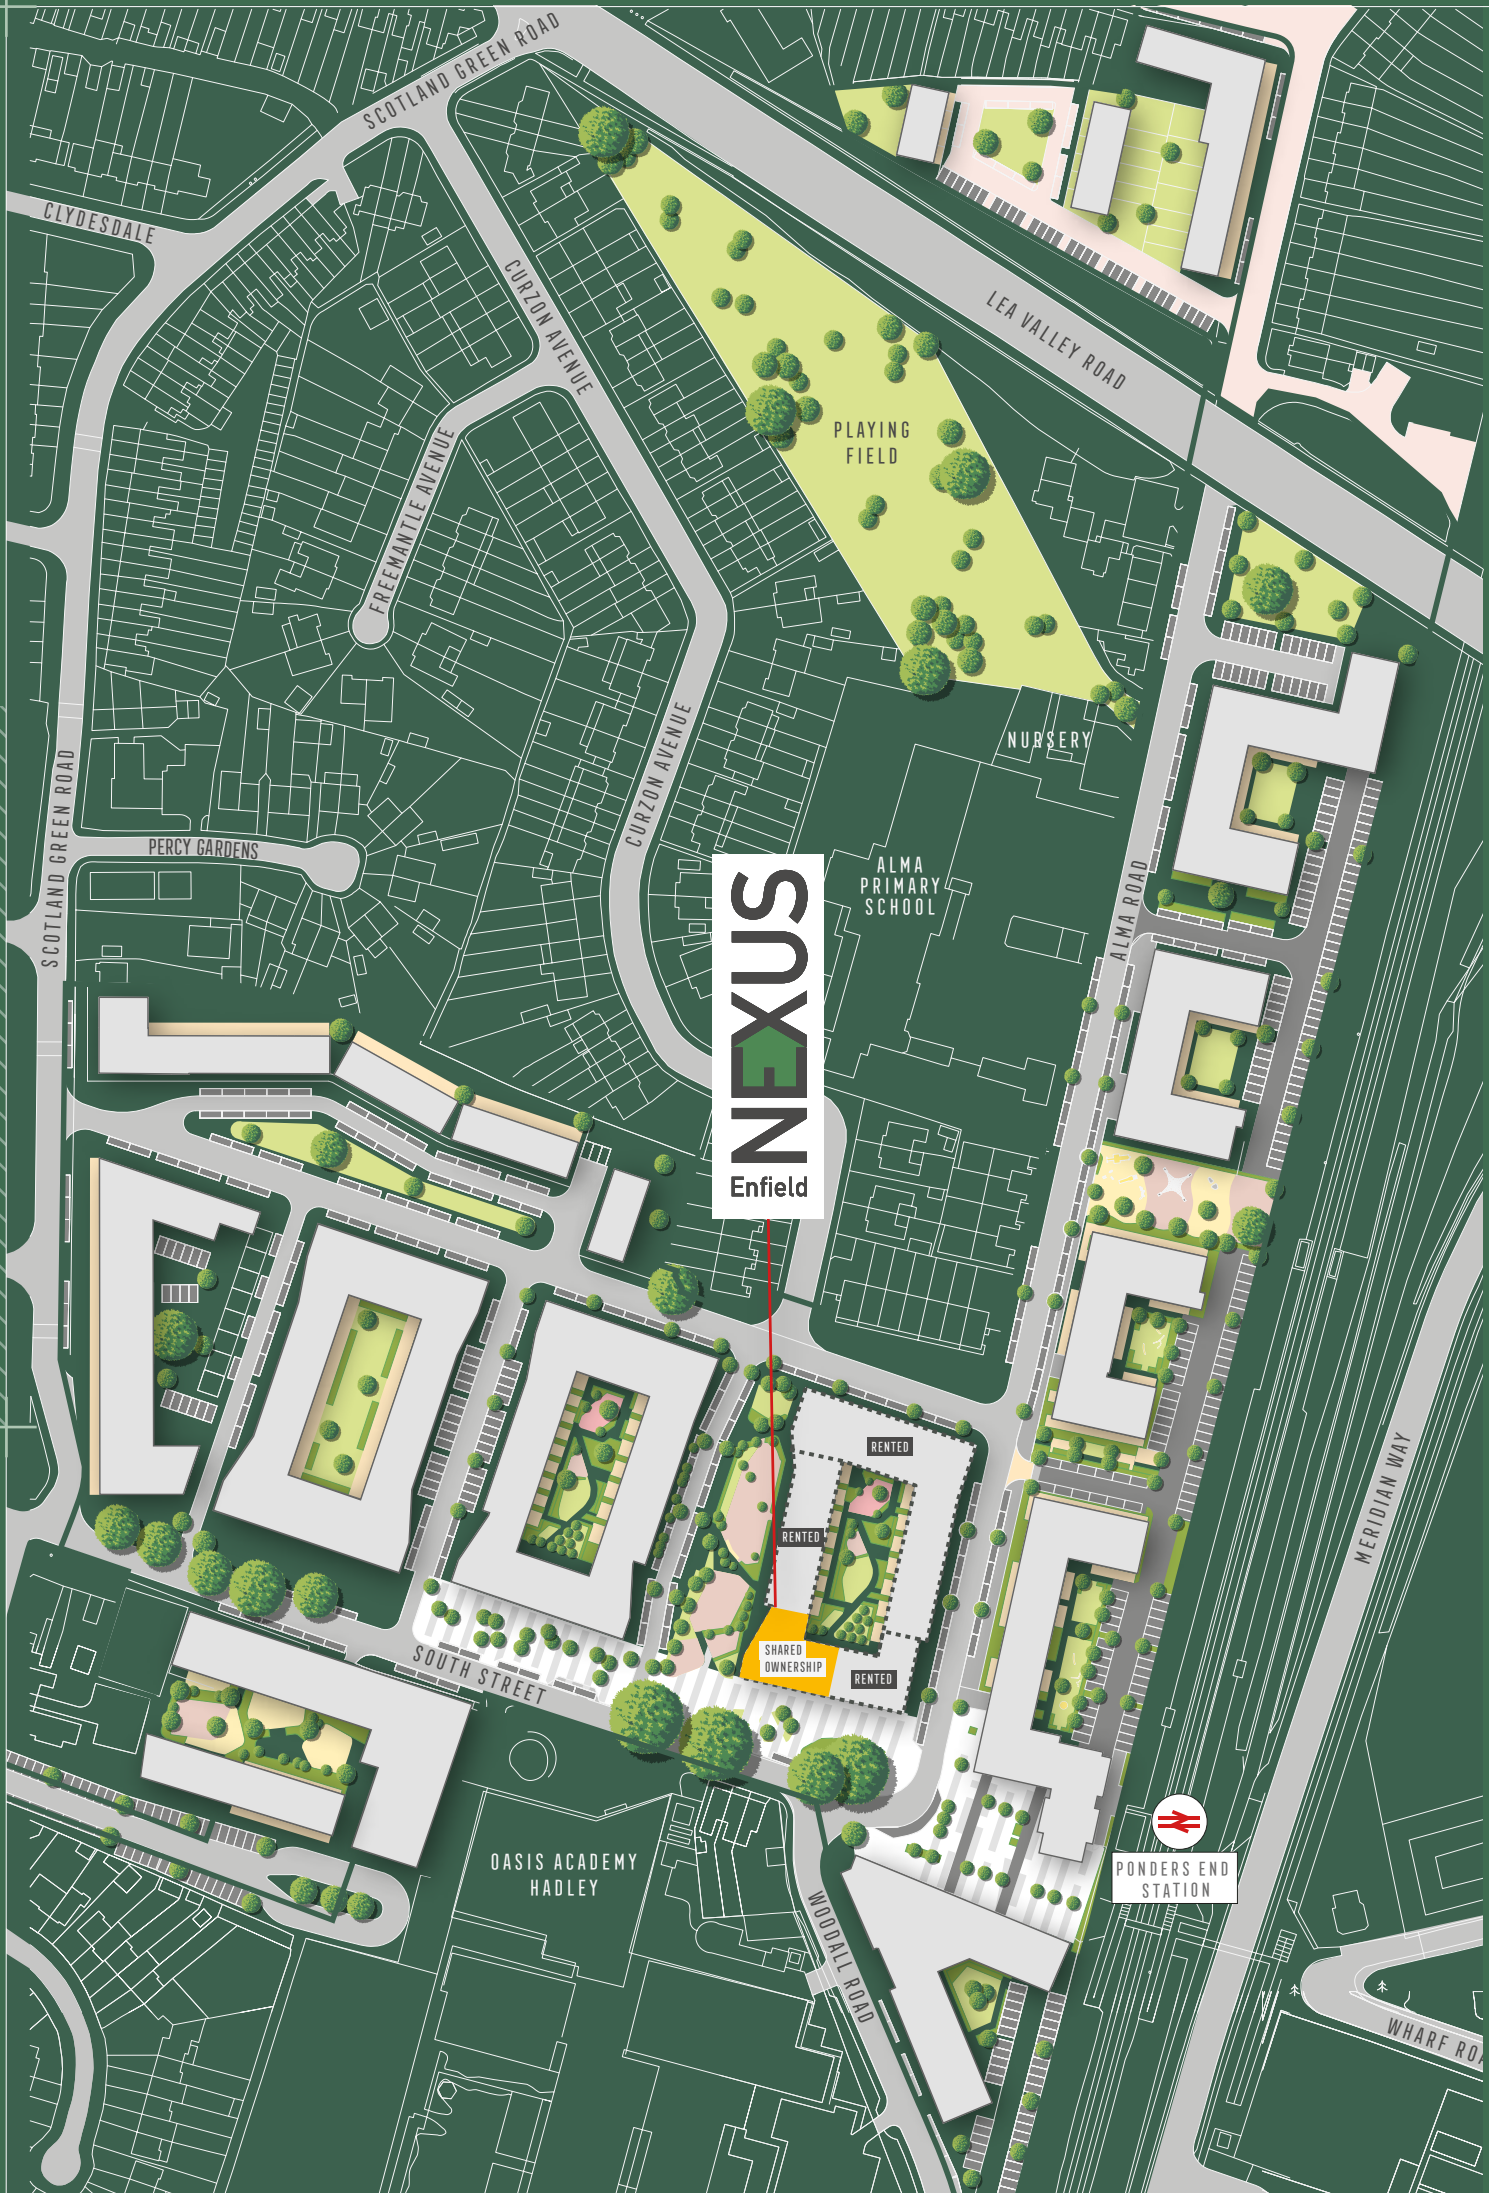 SCOTLAND GREEN ROAD
CLYDESDALE
CURZON AVENUE
LEA VALLEY ROAD
PLAYING
FIELD
FREEMANTLE AVENUE
CURZON AVENUE
NURSERY
SCOTLAND GREEN ROAD
PERCY GARDENS
ALMA
PRIMARY
SCHOOL
ALMA ROAD
NEXUS
Enfield
RENTED
RENTED
SHARED
OWNERSHIP
RENTED
MERIDIAN WAY
SOUTH STREET
OASIS ACADEMY
HADLEY
PONDERS END
STATION
WOODALL ROAD
WHARF ROA